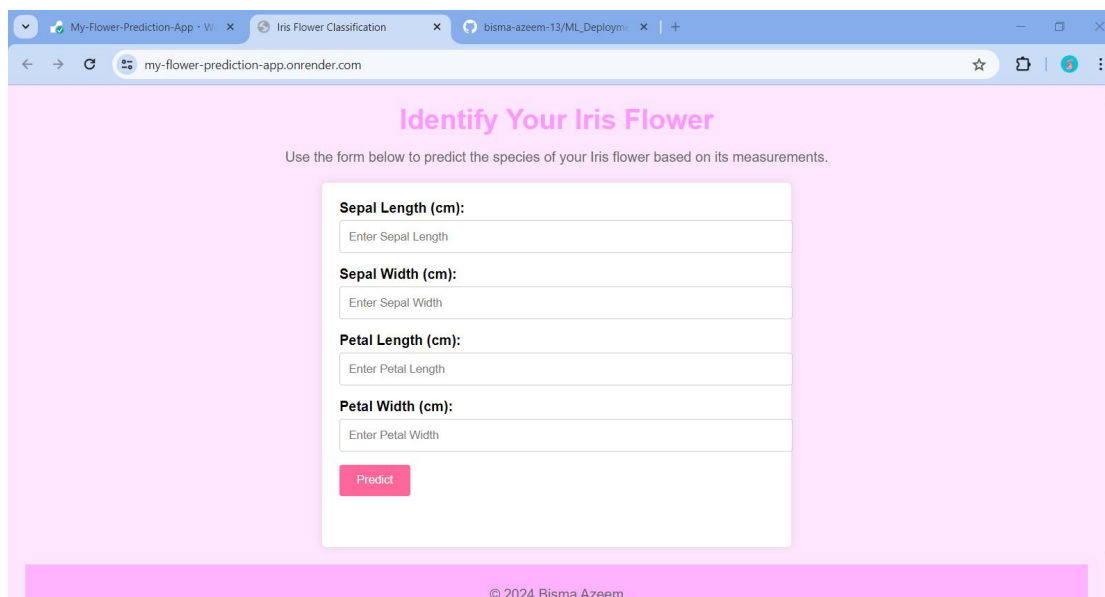 My-Flower-Prediction-App - W
Iris Flower Classification
bisma-azeem-13/ML_Deployme
my-flower-prediction-app.onrender.com
Identify Your Iris Flower
Use the form below to predict the species of your Iris flower based on its measurements.
Sepal Length (cm):
Enter Sepal Length
Sepal Width (cm):
Enter Sepal Width
Petal Length (cm):
Enter Petal Length
Petal Width (cm):
Enter Petal Width
Predict
© 2024 Bisma Azeem